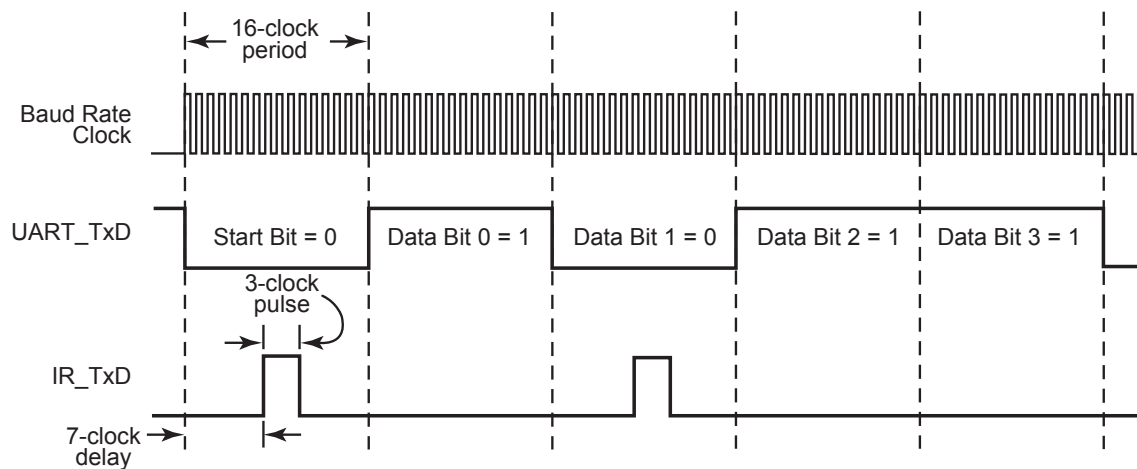 16-clock
period
Baud Rate
Clock
UART_TxD
Start Bit = 0
Data Bit 0 = 1
Data Bit 1 = 0
Data Bit 2 = 1
Data Bit 3 = 1
3-clock
pulse
IR_TxD
7-clock
delay